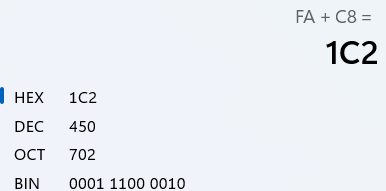 FA + C8 =
1C2
HEX 1C2
DEC 450
OCT 702
BIN 0001 1100 0010